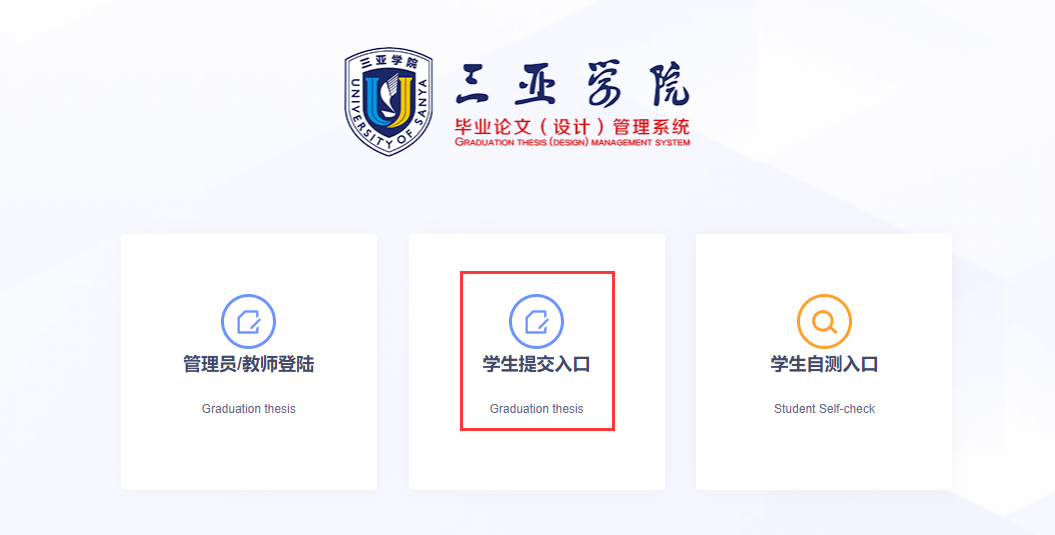 三亚学院
UNIVERSITY OF SANYA
三亚学院
毕业论文（设计）管理系统
GRADUATION THESIS (DESIGN) MANAGEMENT SYSTEM
管理员/教师登陆
Graduation thesis
学生提交入口
Graduation thesis
学生自测入口
Student Self-check